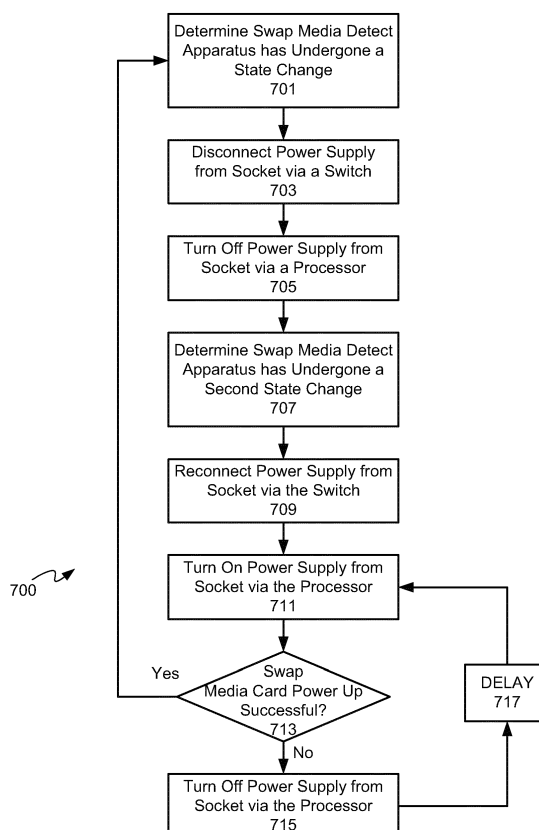 Determine Swap Media Detect
Apparatus has Undergone a
State Change
701
Disconnect Power Supply
from Socket via a Switch
703
Turn Off Power Supply from
Socket via a Processor
705
Determine Swap Media Detect
Apparatus has Undergone a
Second State Change
707
Reconnect Power Supply from
Socket via the Switch
709
700
Turn On Power Supply from
Socket via the Processor
711
Yes
Swap
Media Card Power Up
Successful?
713
No
DELAY
717
Turn Off Power Supply from
Socket via the Processor
715